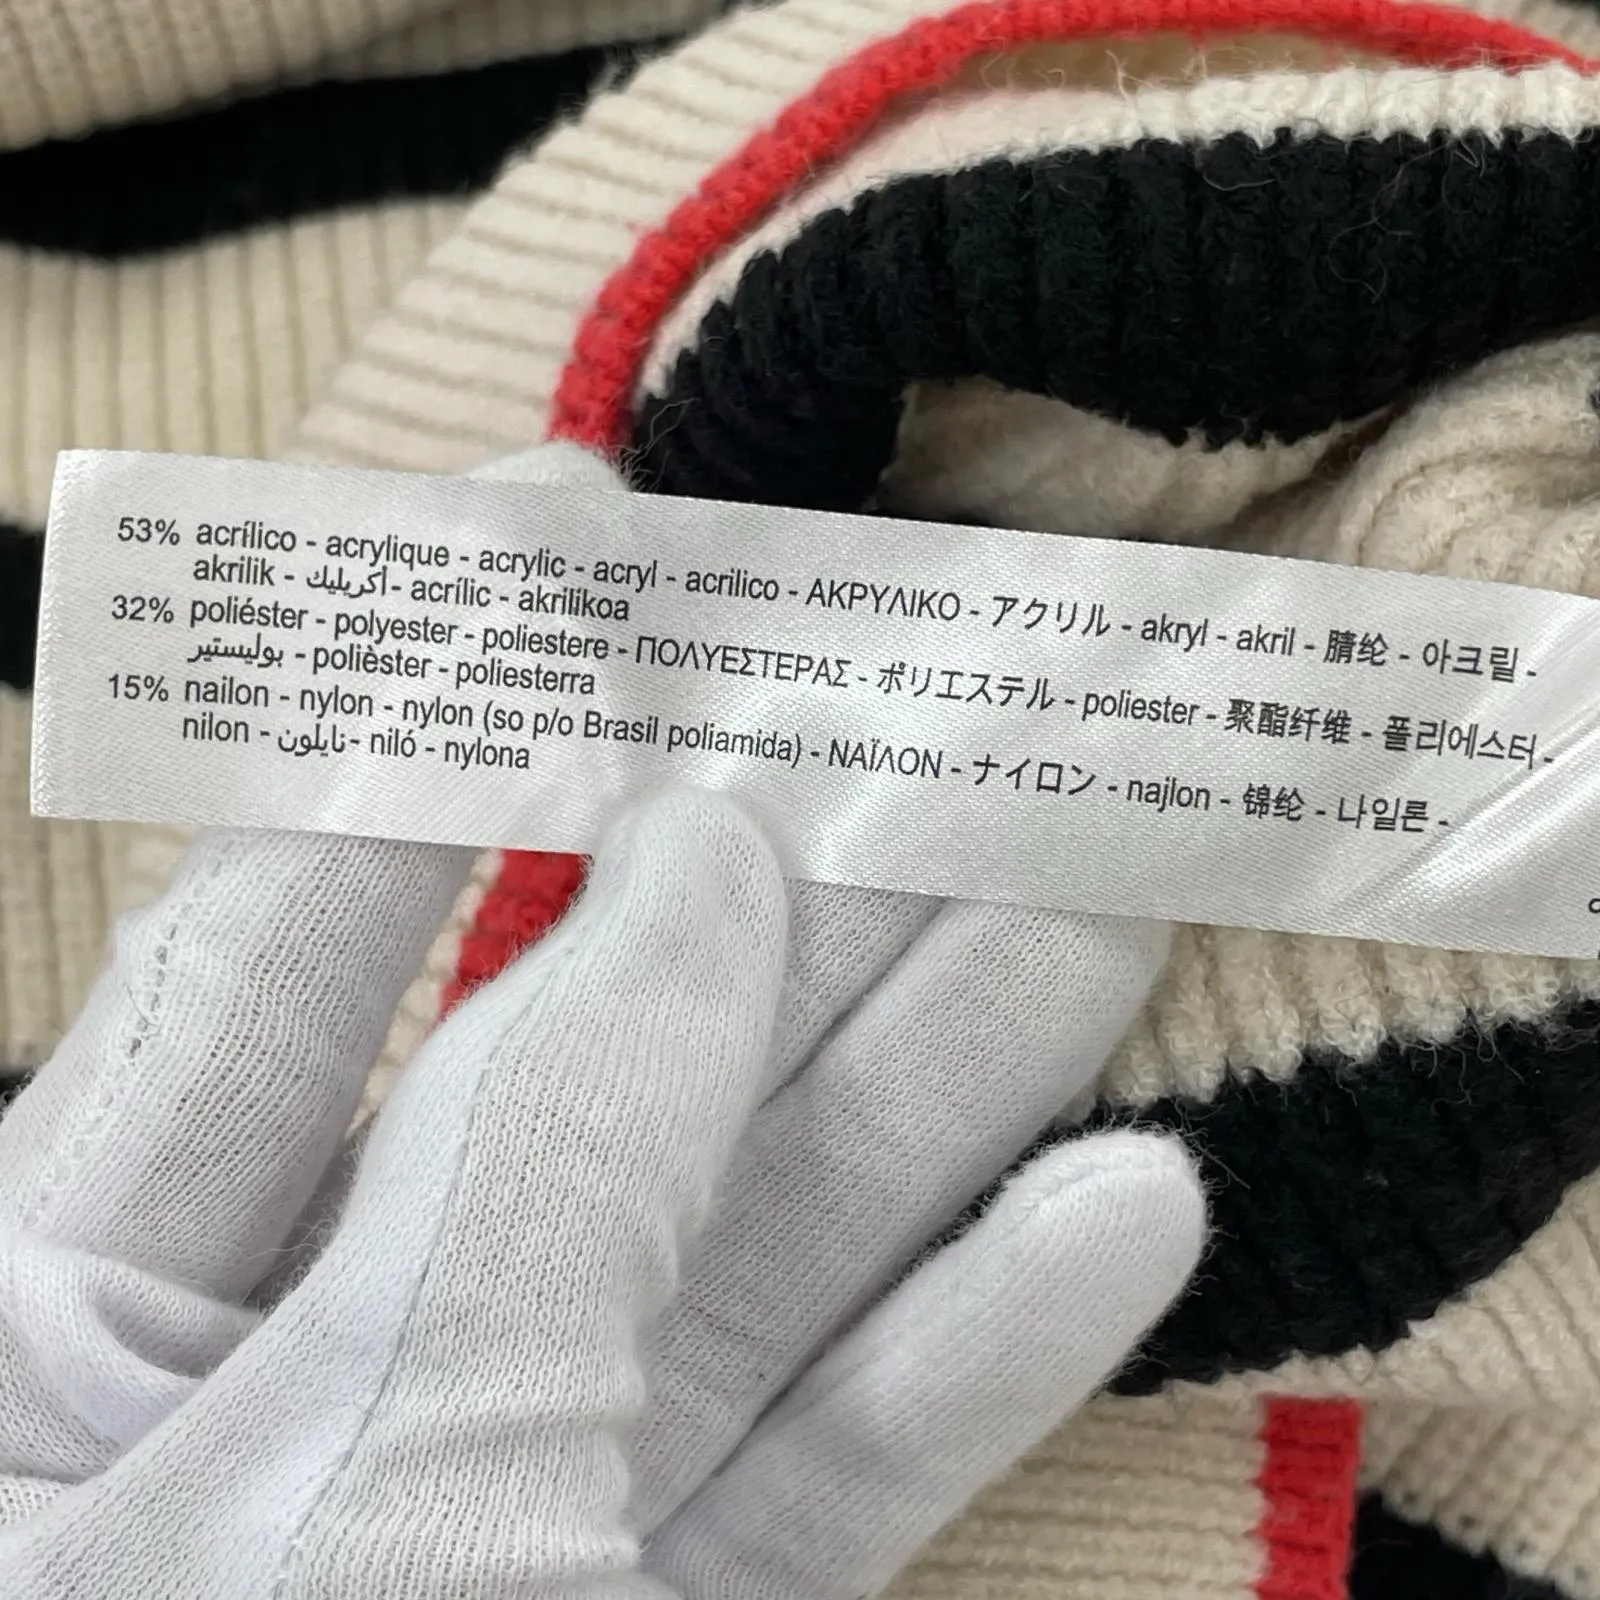 53% acrílico - acrylique - acrylic - acryl - acrilico - ΑΚΡΥΛΙΚΟ - アクリル - akryl - akril - 腈纶 - 아크릴 -
akrilik - أكريليك - acrílic - akrilikoa
32% poliéster - polyester - poliestere - ΠΟΛΥΕΣΤΕΡΑΣ - ポリエステル - poliester - 聚酯纤维 - 폴리에스터 -
بوليستير - polièster - poliesterra
15% nailon - nylon - nylon (so p/o Brasil poliamida) - ΝΑΪΛΟΝ - ナイロン - najlon - 锦纶 - 나일론 -
nilon - نايلون - niló - nylona